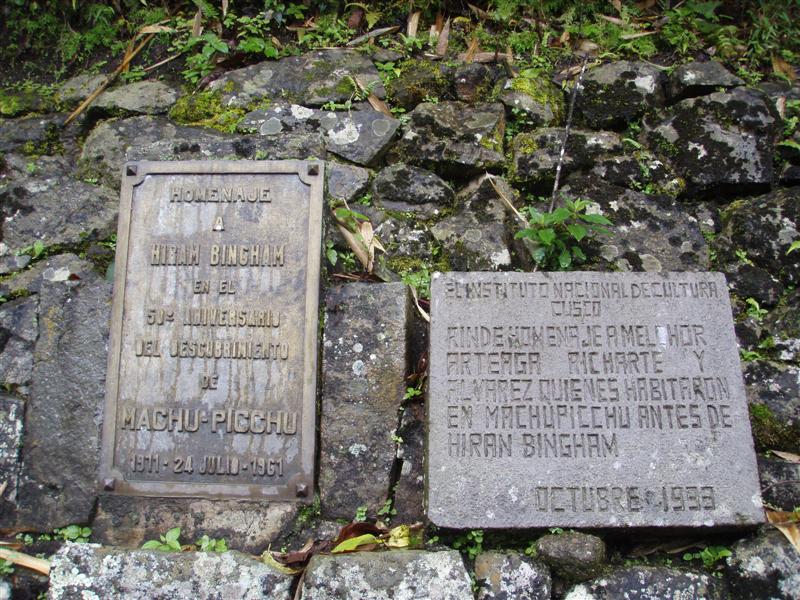 HOMENAJE
A
HIRAM BINGHAM
EN EL
50º ANIVERSARIO
DEL DESCUBRIMIENTO
DE
MACHU-PICCHU
1911 - 24 JULIO - 1961
EL INSTITUTO NACIONAL DE CULTURA
CUSCO
RINDE HOMENAJE A MELCHOR
ARTEAGA RICHARTE Y
ALVAREZ QUIENES HABITARON
EN MACHUPICCHU ANTES DE
HIRAN BINGHAM
OCTUBRE 1993